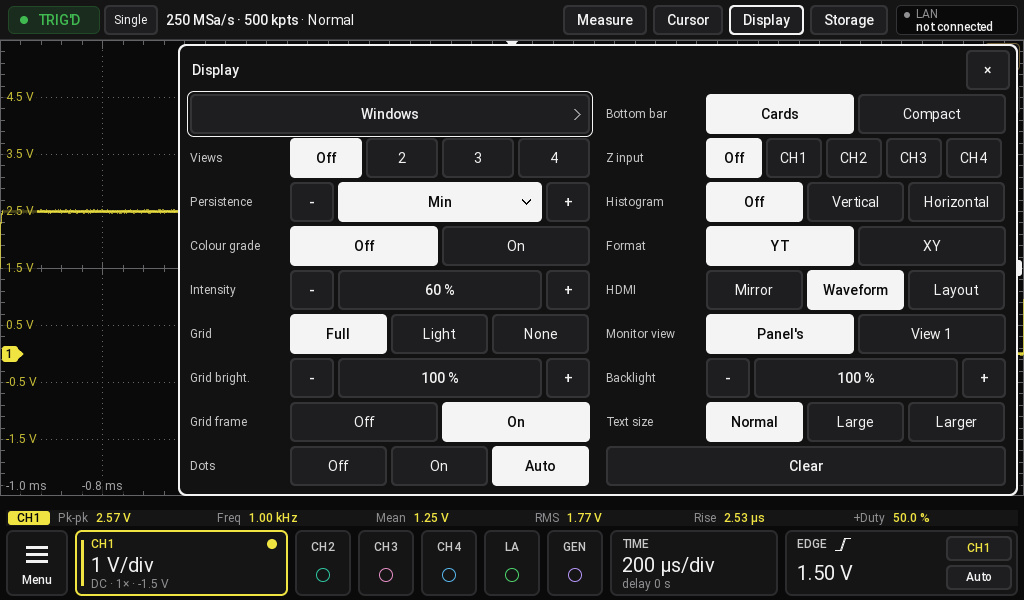 TRIG'D Single 250 MSa/s · 500 kpts · Normal Measure Cursor Display Storage LAN
not connected
Display ×
Windows
Views Off 2 3 4
Persistence - Min +
Colour grade Off On
Intensity - 60 % +
Grid Full Light None
Grid bright. - 100 % +
Grid frame Off On
Dots Off On Auto
Bottom bar Cards Compact
Z input Off CH1 CH2 CH3 CH4
Histogram Off Vertical Horizontal
Format YT XY
HDMI Mirror Waveform Layout
Monitor view Panel's View 1
Backlight - 100 % +
Text size Normal Large Larger
Clear
4.5 V
3.5 V
2.5 V
1.5 V
0.5 V
1
-0.5 V
-1.5 V
-1.0 ms -0.8 ms
CH1 Pk-pk 2.57 V Freq 1.00 kHz Mean 1.25 V RMS 1.77 V Rise 2.53 µs +Duty 50.0 %
Menu
CH1
1 V/div
DC · 1× · -1.5 V
CH2 CH3 CH4 LA GEN
TIME
200 µs/div
delay 0 s
EDGE
1.50 V
CH1
Auto